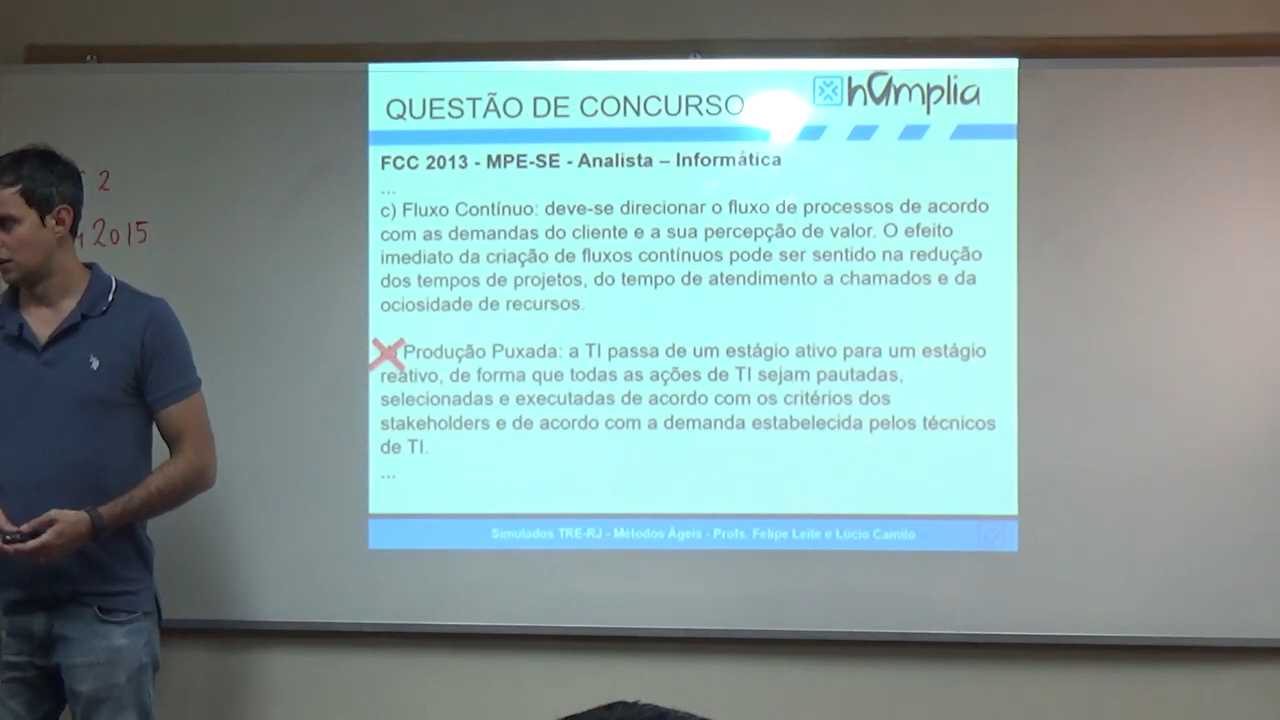 QUESTÃO DE CONCURSO
hamplia
FCC 2013 - MPE-SE - Analista – Informática
...
c) Fluxo Contínuo: deve-se direcionar o fluxo de processos de acordo
com as demandas do cliente e a sua percepção de valor. O efeito
imediato da criação de fluxos contínuos pode ser sentido na redução
dos tempos de projetos, do tempo de atendimento a chamados e da
ociosidade de recursos.
Produção Puxada: a TI passa de um estágio ativo para um estágio
reativo, de forma que todas as ações de TI sejam pautadas,
selecionadas e executadas de acordo com os critérios dos
stakeholders e de acordo com a demanda estabelecida pelos técnicos
de TI.
...
Simulados TRE-RJ - Métodos Ágeis - Profs. Felipe Leite e Lúcio Camilo
2
2015